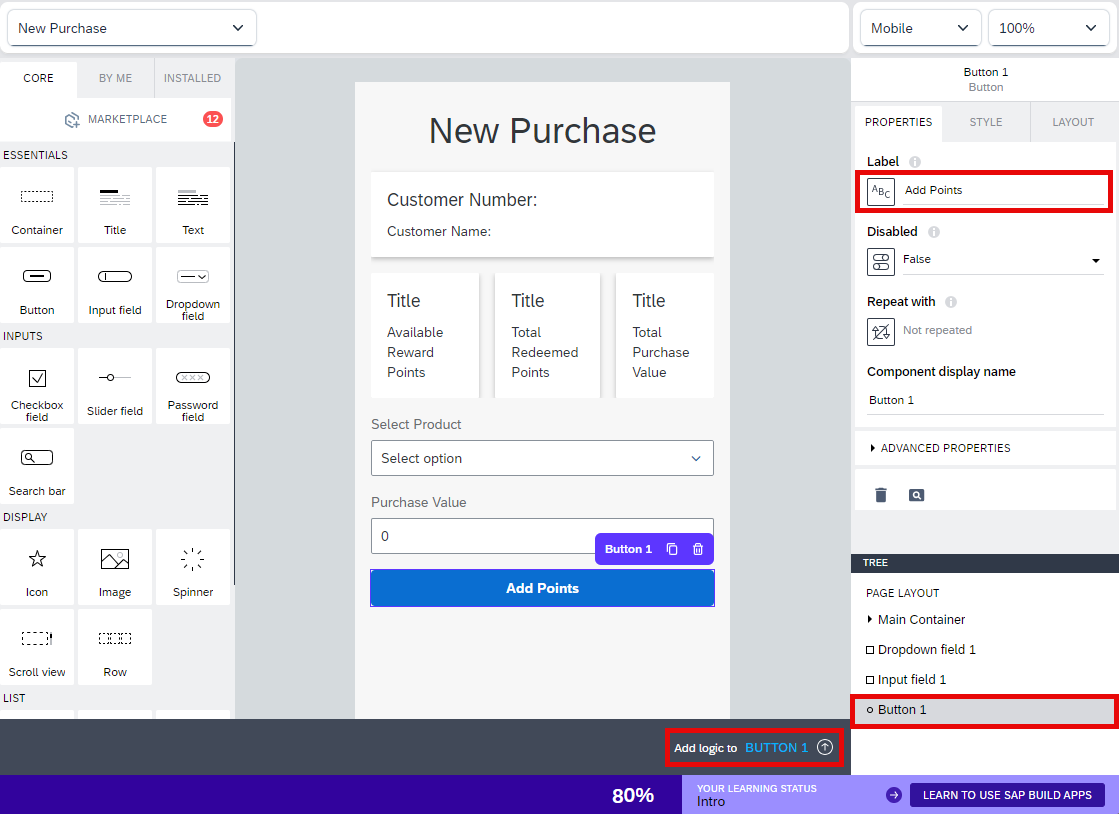 New Purchase
Mobile
100%
CORE
BY ME
INSTALLED
MARKETPLACE
12
ESSENTIALS
Container
Title
Text
Button
Input field
Dropdown
field
INPUTS
Checkbox
field
Slider field
Password
field
Search bar
DISPLAY
Icon
Image
Spinner
Scroll view
Row
LIST
New Purchase
Customer Number:
Customer Name:
Title
Available
Reward
Points
Title
Total
Redeemed
Points
Title
Total
Purchase
Value
Select Product
Select option
Purchase Value
0
Button 1
Add Points
Add logic to BUTTON 1
Button 1
Button
PROPERTIES
STYLE
LAYOUT
Label
ABC
Add Points
Disabled
False
Repeat with
Not repeated
Component display name
Button 1
ADVANCED PROPERTIES
TREE
PAGE LAYOUT
Main Container
Dropdown field 1
Input field 1
Button 1
80%
YOUR LEARNING STATUS
Intro
LEARN TO USE SAP BUILD APPS